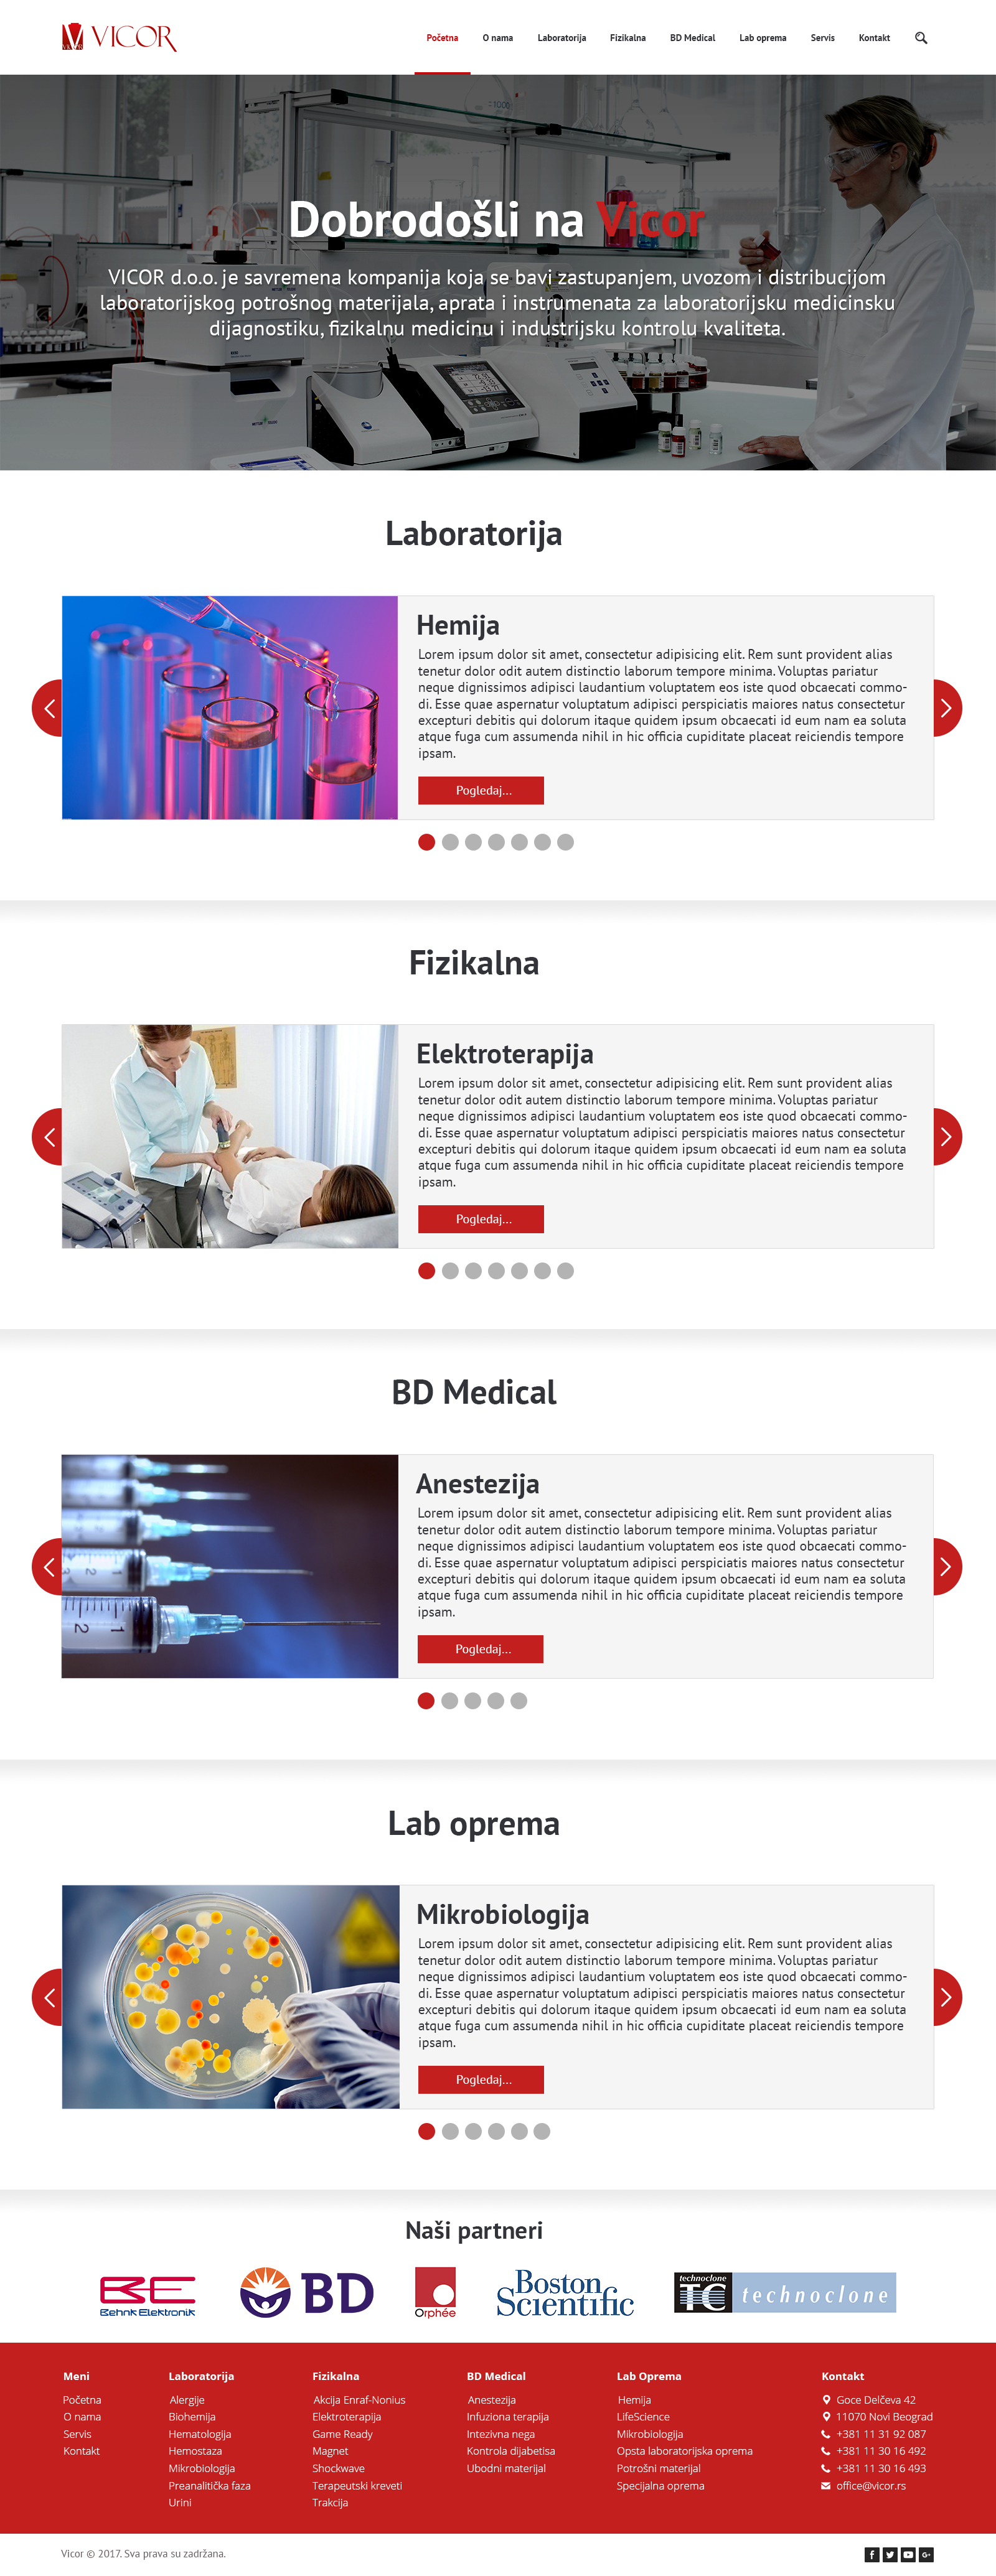 VICOR
Početna O nama Laboratorija Fizikalna BD Medical Lab oprema Servis Kontakt
Dobrodošli na Vicor
VICOR d.o.o. je savremena kompanija koja se bavi zastupanjem, uvozom i distribucijom
laboratorijskog potrošnog materijala, aprata i instrumenata za laboratorijsku medicinsku
dijagnostiku, fizikalnu medicinu i industrijsku kontrolu kvaliteta.
Laboratorija
Hemija
Lorem ipsum dolor sit amet, consectetur adipisicing elit. Rem sunt provident alias
tenetur dolor odit autem distinctio laborum tempore minima. Voluptas pariatur
neque dignissimos adipisci laudantium voluptatem eos iste quod obcaecati commo-
di. Esse quae aspernatur voluptatum adipisci perspiciatis maiores natus consectetur
excepturi debitis qui dolorum itaque quidem ipsum obcaecati id eum nam ea soluta
atque fuga cum assumenda nihil in hic officia cupiditate placeat reiciendis tempore
ipsam.
Pogledaj...
Fizikalna
Elektroterapija
Lorem ipsum dolor sit amet, consectetur adipisicing elit. Rem sunt provident alias
tenetur dolor odit autem distinctio laborum tempore minima. Voluptas pariatur
neque dignissimos adipisci laudantium voluptatem eos iste quod obcaecati commo-
di. Esse quae aspernatur voluptatum adipisci perspiciatis maiores natus consectetur
excepturi debitis qui dolorum itaque quidem ipsum obcaecati id eum nam ea soluta
atque fuga cum assumenda nihil in hic officia cupiditate placeat reiciendis tempore
ipsam.
Pogledaj...
BD Medical
Anestezija
Lorem ipsum dolor sit amet, consectetur adipisicing elit. Rem sunt provident alias
tenetur dolor odit autem distinctio laborum tempore minima. Voluptas pariatur
neque dignissimos adipisci laudantium voluptatem eos iste quod obcaecati commo-
di. Esse quae aspernatur voluptatum adipisci perspiciatis maiores natus consectetur
excepturi debitis qui dolorum itaque quidem ipsum obcaecati id eum nam ea soluta
atque fuga cum assumenda nihil in hic officia cupiditate placeat reiciendis tempore
ipsam.
Pogledaj...
2 1
Lab oprema
Mikrobiologija
Lorem ipsum dolor sit amet, consectetur adipisicing elit. Rem sunt provident alias
tenetur dolor odit autem distinctio laborum tempore minima. Voluptas pariatur
neque dignissimos adipisci laudantium voluptatem eos iste quod obcaecati commo-
di. Esse quae aspernatur voluptatum adipisci perspiciatis maiores natus consectetur
excepturi debitis qui dolorum itaque quidem ipsum obcaecati id eum nam ea soluta
atque fuga cum assumenda nihil in hic officia cupiditate placeat reiciendis tempore
ipsam.
Pogledaj...
Naši partneri
BE
Behnk Elektronik
BD
Orphée
Boston
Scientific
technoclone
TC
technoclone
Meni
Početna
O nama
Servis
Kontakt
Laboratorija
Alergije
Biohemija
Hematologija
Hemostaza
Mikrobiologija
Preanalitička faza
Urini
Fizikalna
Akcija Enraf-Nonius
Elektroterapija
Game Ready
Magnet
Shockwave
Terapeutski kreveti
Trakcija
BD Medical
Anestezija
Infuziona terapija
Intezivna nega
Kontrola dijabetisa
Ubodni materijal
Lab Oprema
Hemija
LifeScience
Mikrobiologija
Opsta laboratorijska oprema
Potrošni materijal
Specijalna oprema
Kontakt
Goce Delčeva 42
11070 Novi Beograd
+381 11 31 92 087
+381 11 30 16 492
+381 11 30 16 493
office@vicor.rs
Vicor © 2017. Sva prava su zadržana.